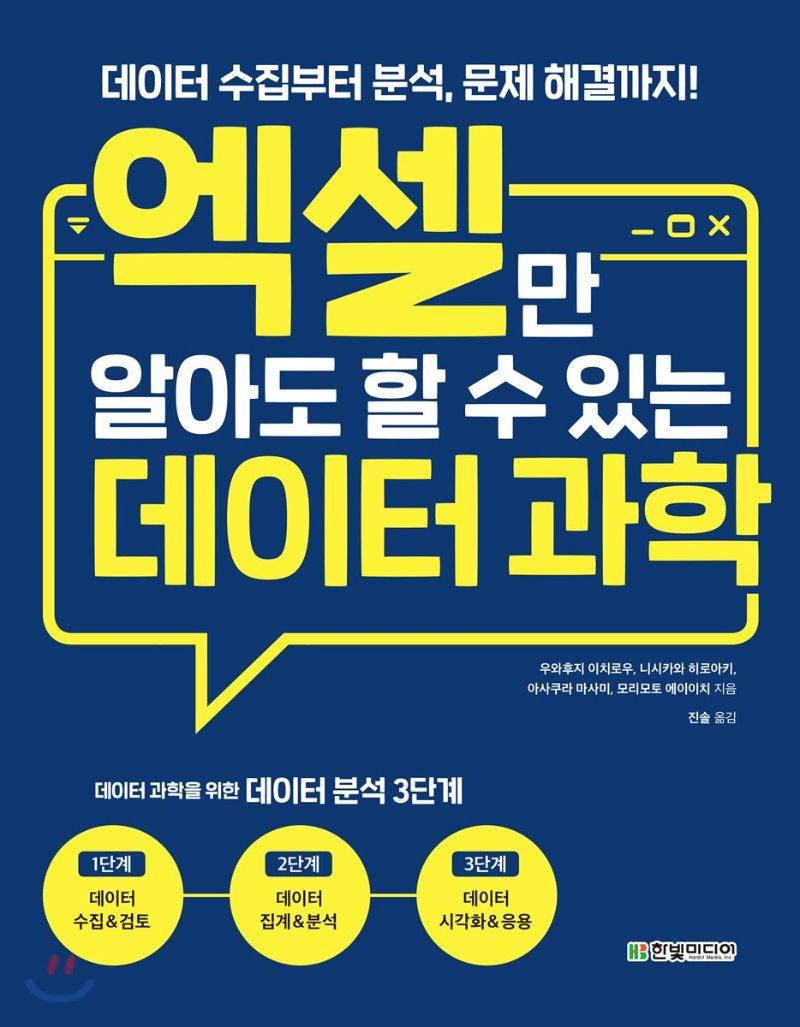 데이터 수집부터 분석, 문제 해결까지!
엑셀만
알아도 할 수 있는
데이터 과학
우와후지 이치로우, 니시카와 히로아키,
아사쿠라 마사미, 모리모토 에이이치 지음
진솔 옮김
데이터 과학을 위한 데이터 분석 3단계
1단계
데이터
수집&검토
2단계
데이터
집계&분석
3단계
데이터
시각화&응용
HB 한빛미디어
Hanbit Media, Inc.